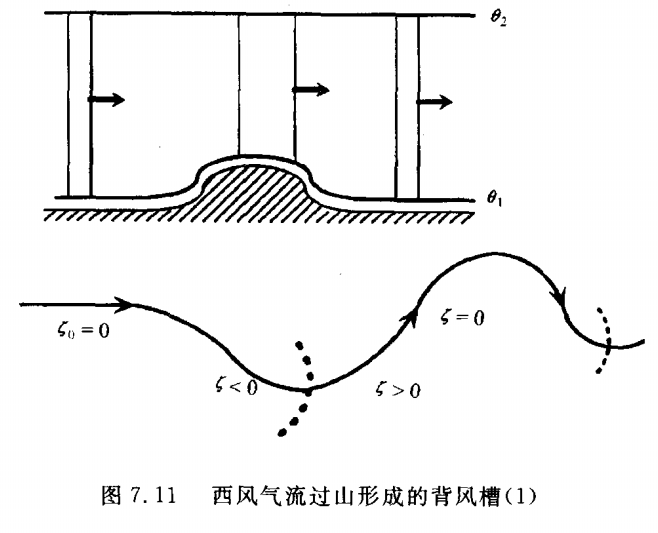 θ₂
θ₁
ζ₀ = 0
ζ < 0
ζ > 0
ζ = 0
图 7.11 西风气流过山形成的背风槽(1)